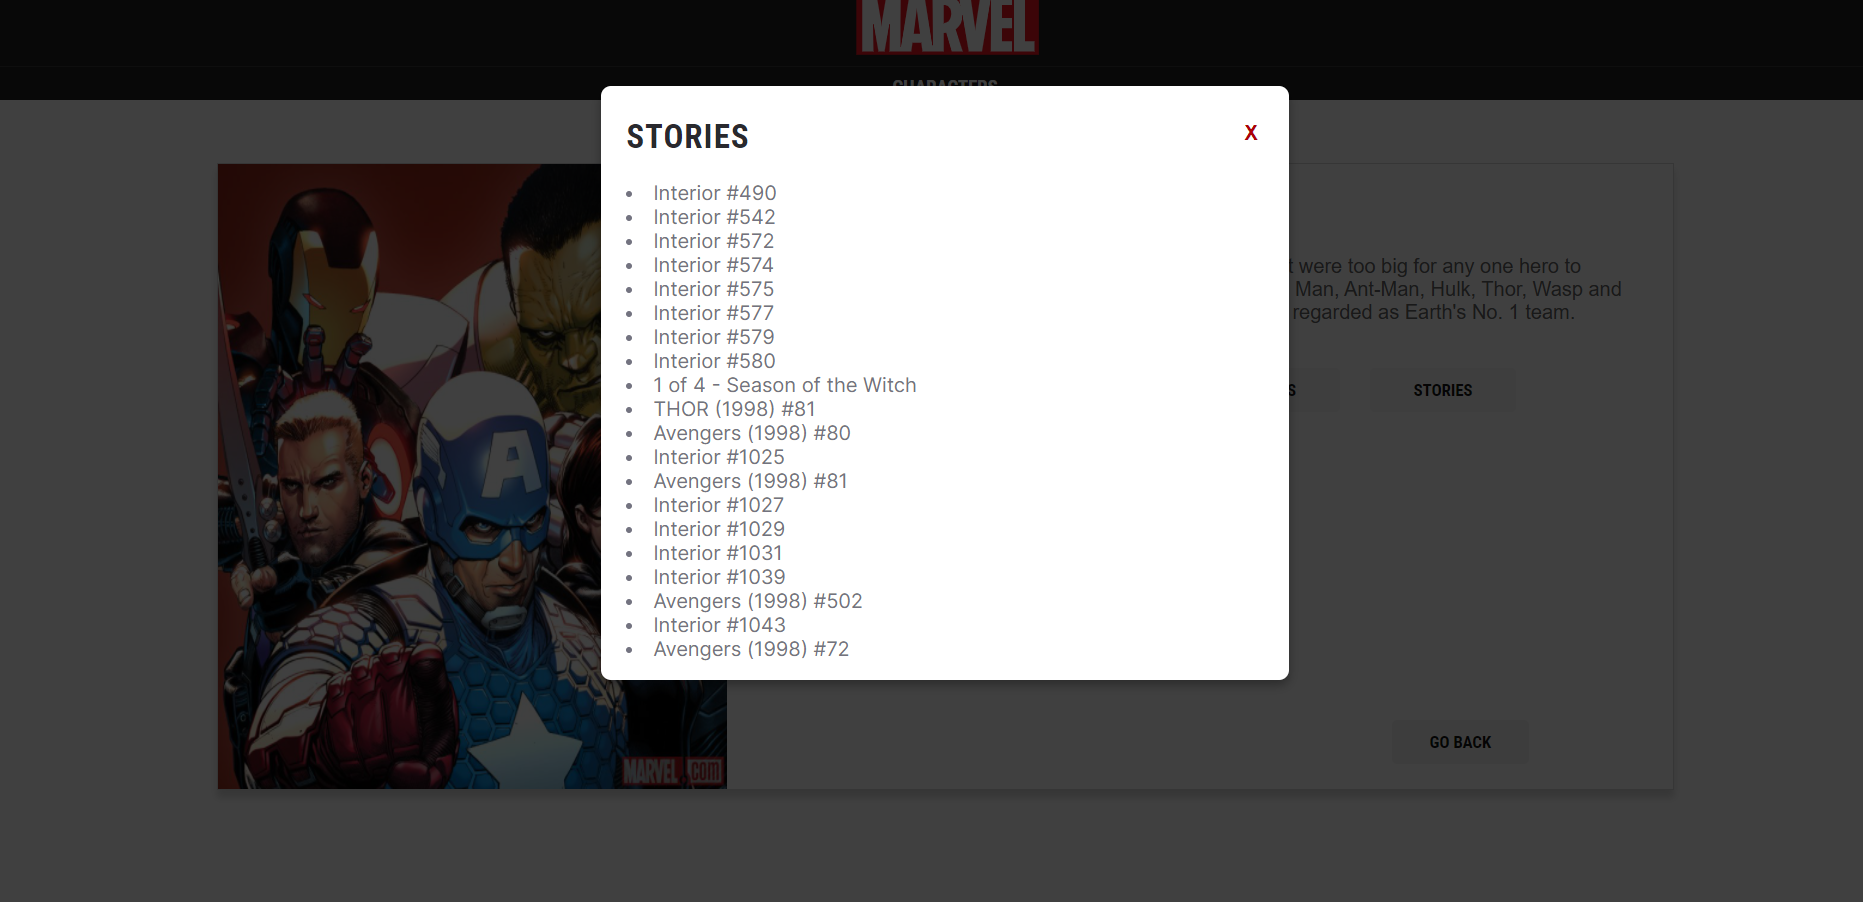 MARVEL
CHARACTERS
STORIES
X
• Interior #490
• Interior #542
• Interior #572
• Interior #574
• Interior #575
• Interior #577
• Interior #579
• Interior #580
• 1 of 4 - Season of the Witch
• THOR (1998) #81
• Avengers (1998) #80
• Interior #1025
• Avengers (1998) #81
• Interior #1027
• Interior #1029
• Interior #1031
• Interior #1039
• Avengers (1998) #502
• Interior #1043
• Avengers (1998) #72
were too big for any one hero to
Man, Ant-Man, Hulk, Thor, Wasp and
regarded as Earth's No. 1 team.
STORIES
GO BACK
A
MARVEL.com